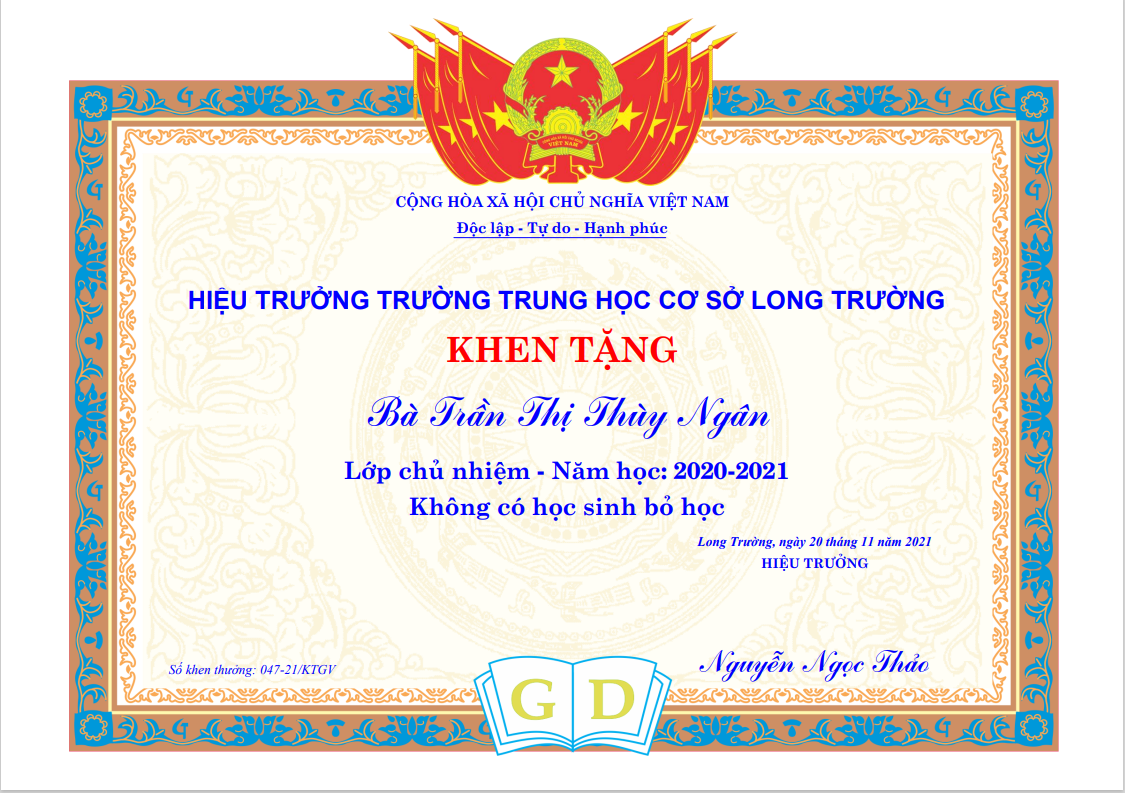 VIỆT NAM
CỘNG HÒA XÃ HỘI CHỦ NGHĨA VIỆT NAM
Độc lập - Tự do - Hạnh phúc
HIỆU TRƯỞNG TRƯỜNG TRUNG HỌC CƠ SỞ LONG TRƯỜNG
KHEN TẶNG
Bà Trần Thị Thùy Ngân
Lớp chủ nhiệm - Năm học: 2020-2021
Không có học sinh bỏ học
Long Trường, ngày 20 tháng 11 năm 2021
HIỆU TRƯỞNG
Số khen thưởng: 047-21/KTGV
Nguyễn Ngọc Thảo
G D